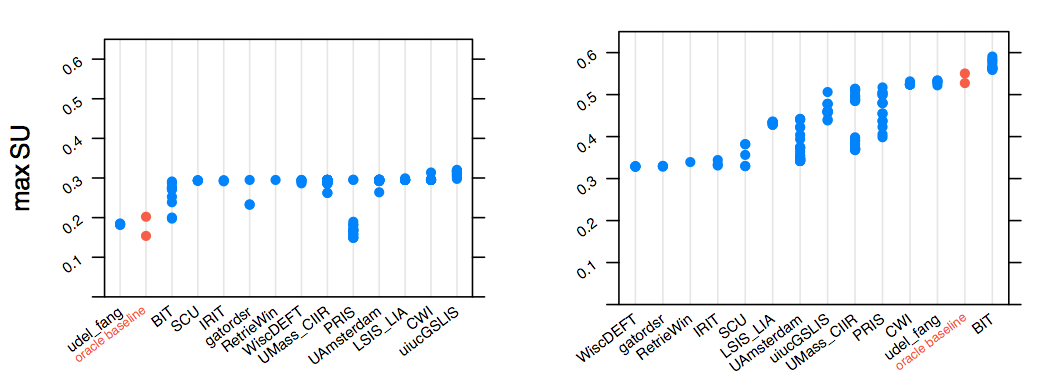 max SU
0.6
0.5
0.4
0.3
0.2
0.1
udel_fang
oracle baseline
BIT
SCU
IRIT
gatordsr
RetrieWin
WiscDEFT
UMass_CIIR
PRIS
UAmsterdam
LSIS_LIA
CWI
uiucGSLIS
0.6
0.5
0.4
0.3
0.2
0.1
WiscDEFT
gatordsr
RetrieWin
IRIT
SCU
LSIS_LIA
UAmsterdam
uiucGSLIS
UMass_CIIR
PRIS
CWI
udel_fang
oracle baseline
BIT